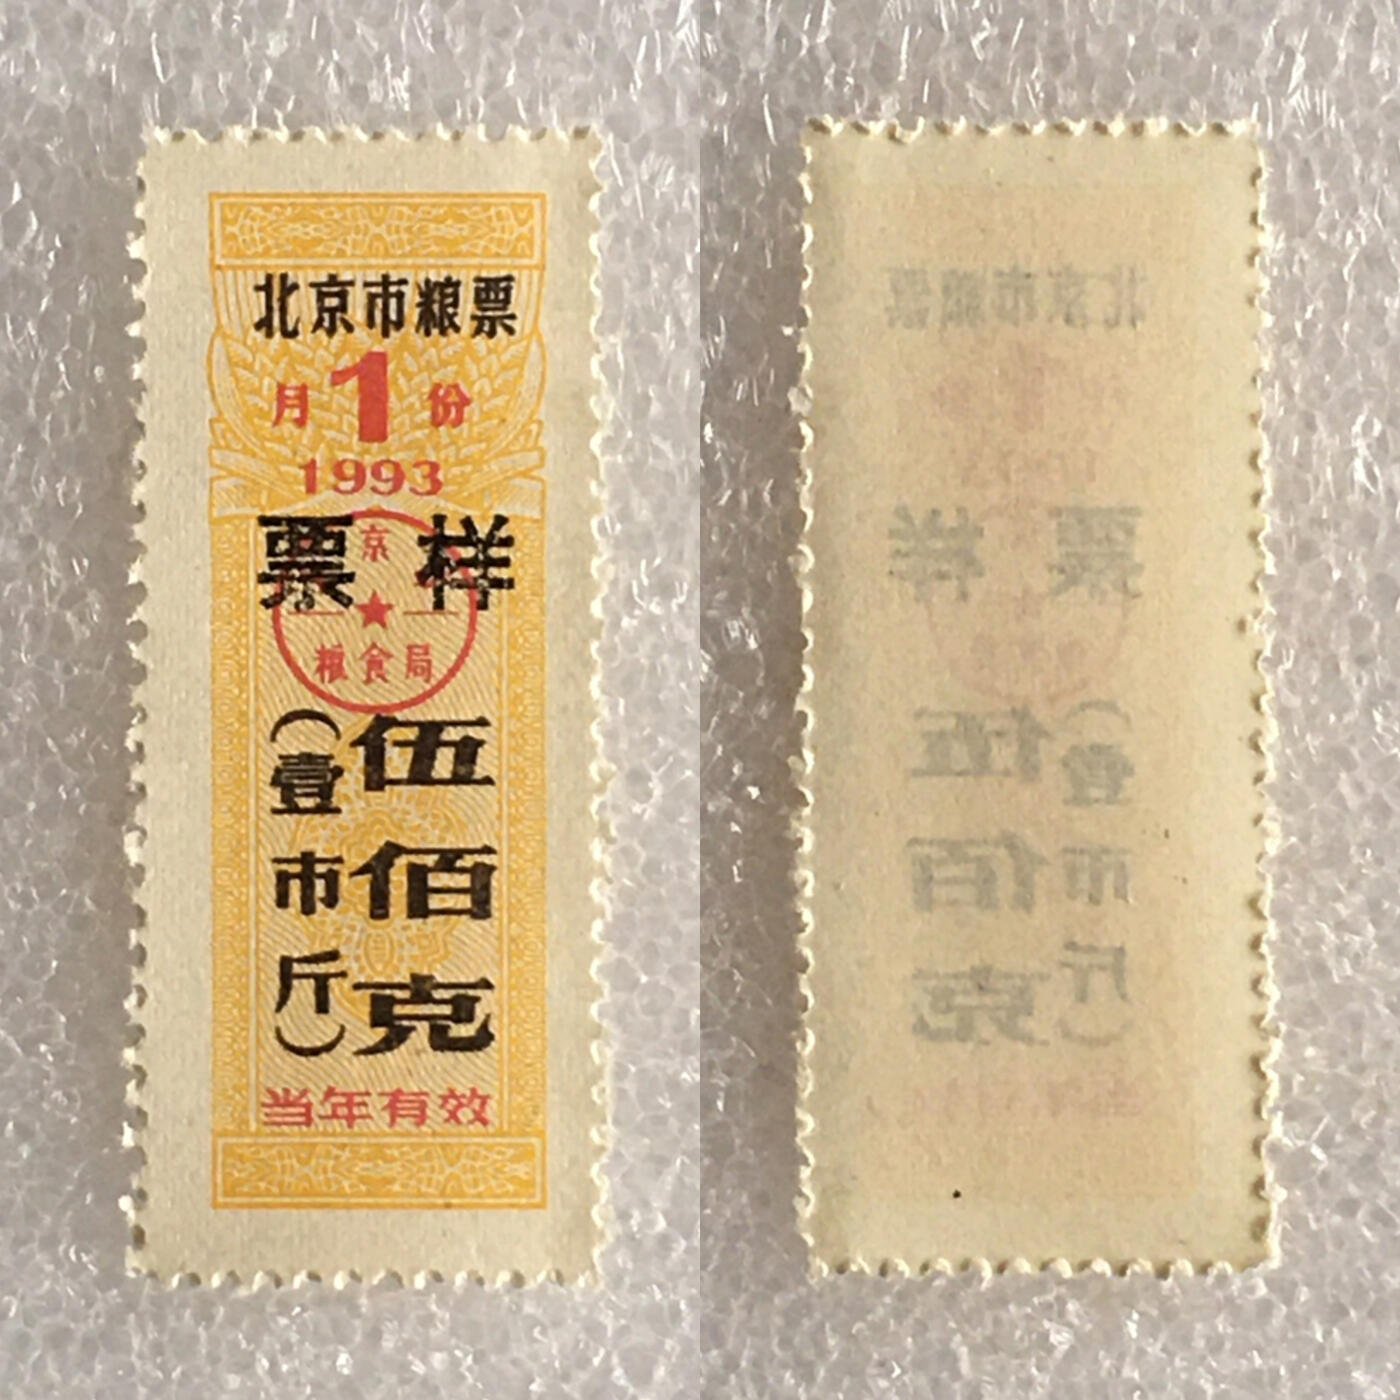 北京市粮票
1
月 份
1993
票 样
京
粮食局
伍佰克
（壹市斤）
当年有效